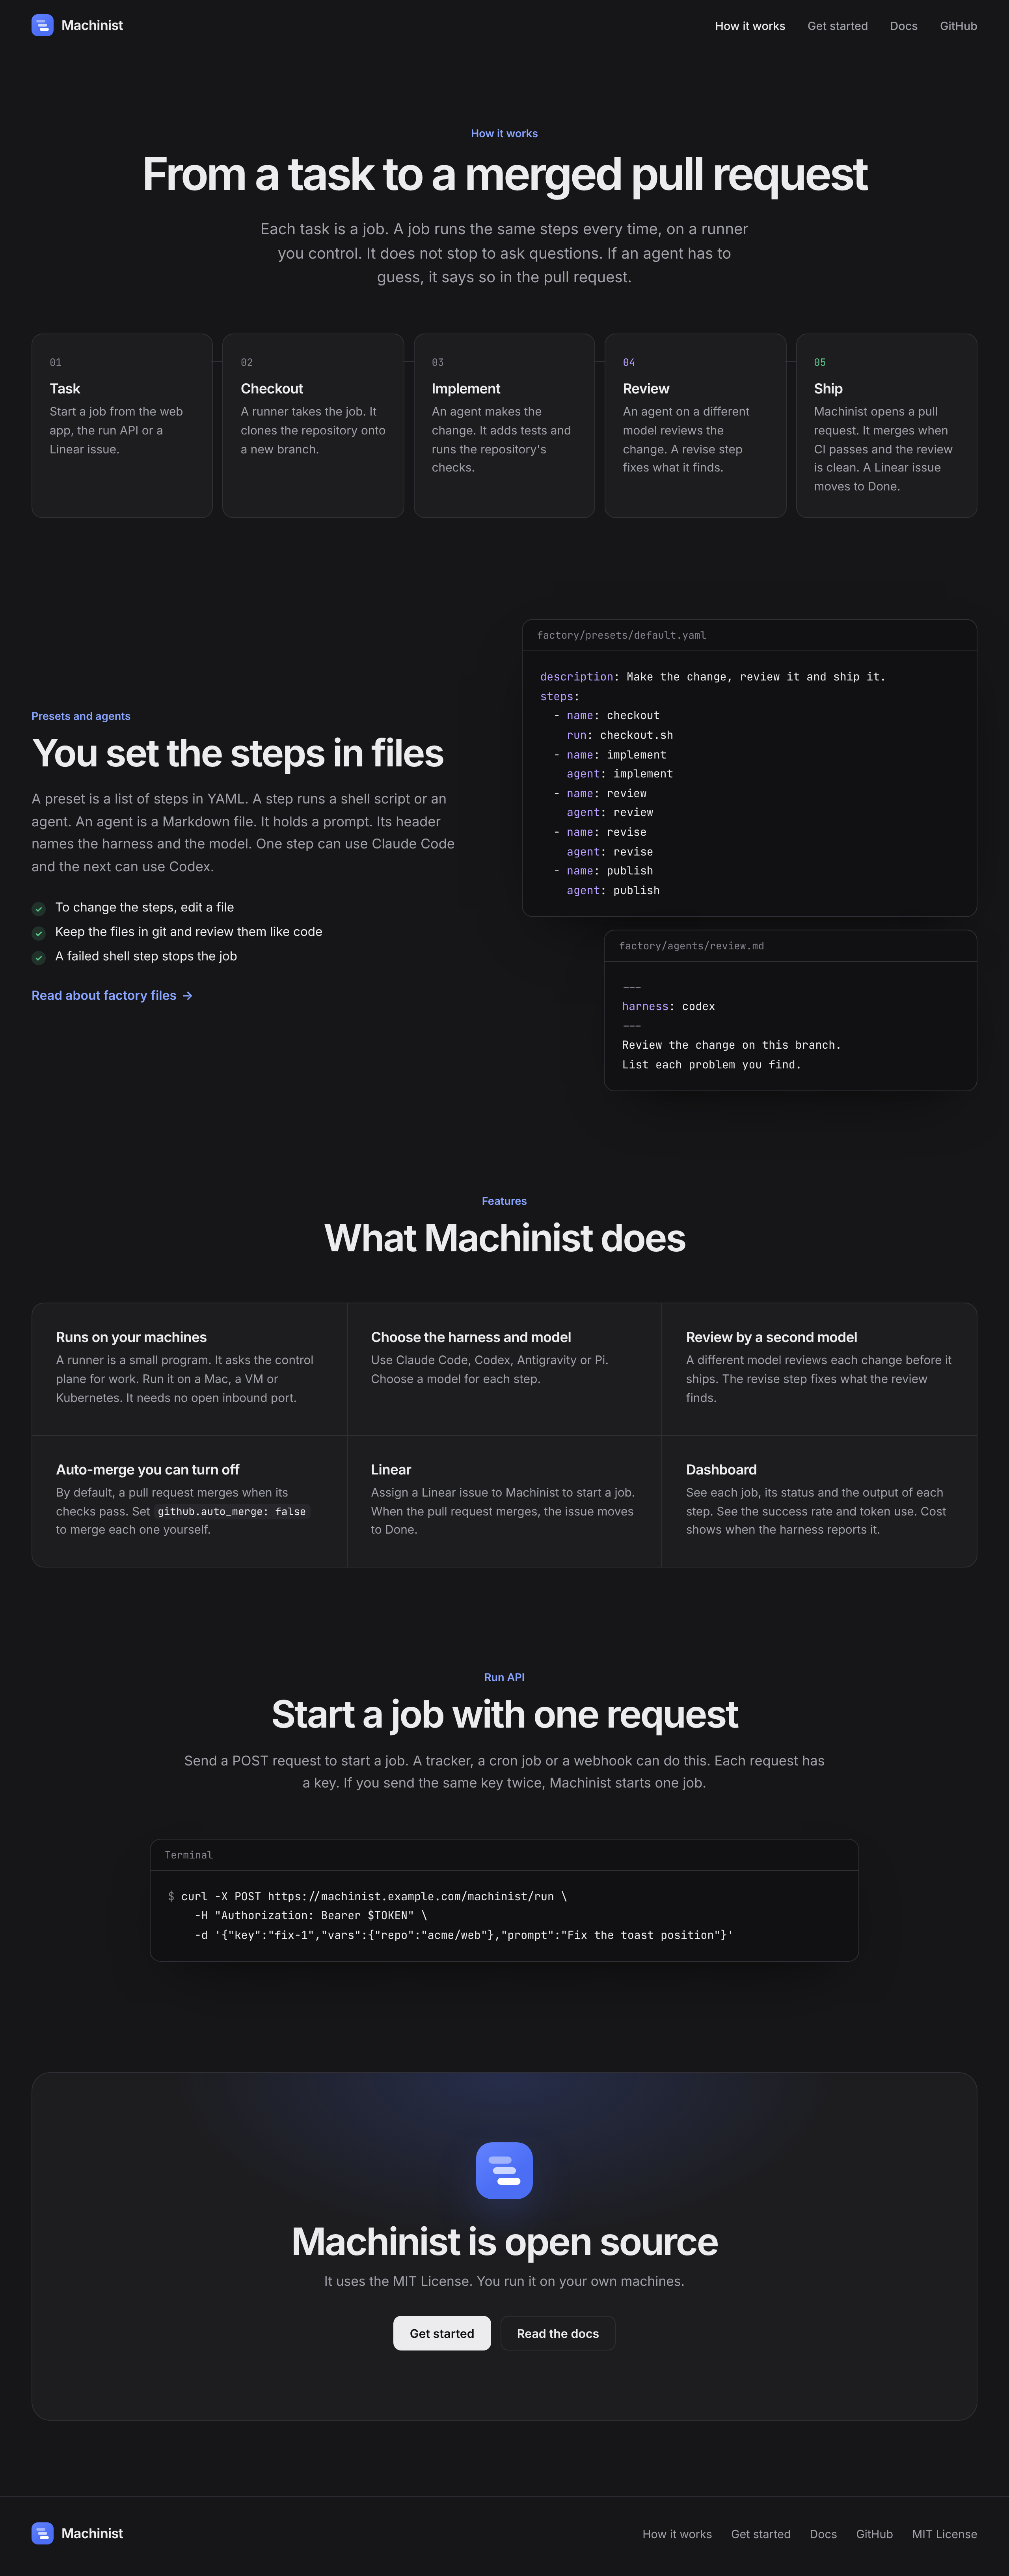 Machinist
How it works
Get started
Docs
GitHub
How it works
From a task to a merged pull request
Each task is a job. A job runs the same steps every time, on a runner
you control. It does not stop to ask questions. If an agent has to
guess, it says so in the pull request.
01
Task
Start a job from the web
app, the run API or a
Linear issue.
02
Checkout
A runner takes the job. It
clones the repository onto
a new branch.
03
Implement
An agent makes the
change. It adds tests and
runs the repository's
checks.
04
Review
An agent on a different
model reviews the
change. A revise step
fixes what it finds.
05
Ship
Machinist opens a pull
request. It merges when
CI passes and the review
is clean. A Linear issue
moves to Done.
Presets and agents
You set the steps in files
A preset is a list of steps in YAML. A step runs a shell script or an
agent. An agent is a Markdown file. It holds a prompt. Its header
names the harness and the model. One step can use Claude Code
and the next can use Codex.
To change the steps, edit a file
Keep the files in git and review them like code
A failed shell step stops the job
Read about factory files →
factory/presets/default.yaml
description: Make the change, review it and ship it.
steps:
  - name: checkout
    run: checkout.sh
  - name: implement
    agent: implement
  - name: review
    agent: review
  - name: revise
    agent: revise
  - name: publish
    agent: publish
factory/agents/review.md
---
harness: codex
---
Review the change on this branch.
List each problem you find.
Features
What Machinist does
Runs on your machines
A runner is a small program. It asks the control
plane for work. Run it on a Mac, a VM or
Kubernetes. It needs no open inbound port.
Choose the harness and model
Use Claude Code, Codex, Antigravity or Pi.
Choose a model for each step.
Review by a second model
A different model reviews each change before it
ships. The revise step fixes what the review
finds.
Auto-merge you can turn off
By default, a pull request merges when its
checks pass. Set github.auto_merge: false
to merge each one yourself.
Linear
Assign a Linear issue to Machinist to start a job.
When the pull request merges, the issue moves
to Done.
Dashboard
See each job, its status and the output of each
step. See the success rate and token use. Cost
shows when the harness reports it.
Run API
Start a job with one request
Send a POST request to start a job. A tracker, a cron job or a webhook can do this. Each request has
a key. If you send the same key twice, Machinist starts one job.
Terminal
$ curl -X POST https://machinist.example.com/machinist/run \
    -H "Authorization: Bearer $TOKEN" \
    -d '{"key":"fix-1","vars":{"repo":"acme/web"},"prompt":"Fix the toast position"}'
Machinist is open source
It uses the MIT License. You run it on your own machines.
Get started
Read the docs
Machinist
How it works
Get started
Docs
GitHub
MIT License